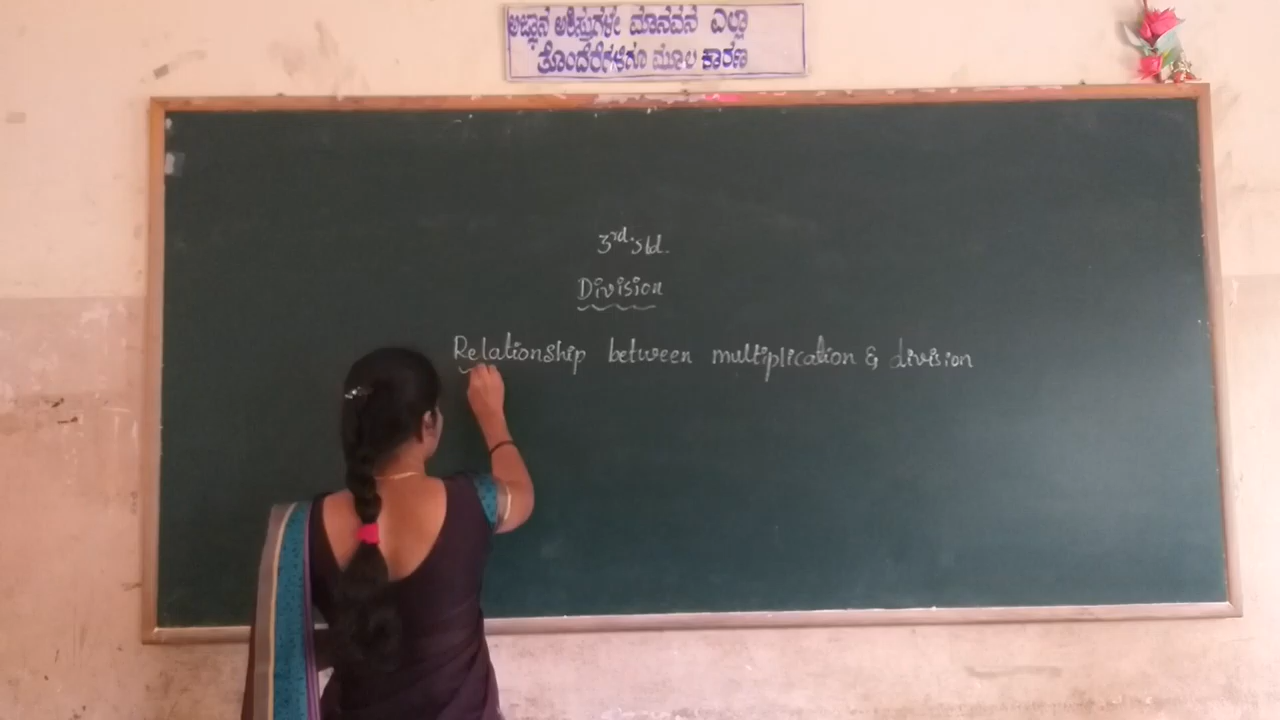 ಅಜ್ಞಾನ ಅಶಿಸ್ತುಗಳೇ ಮಾನವನ ಎಲ್ಲಾ
ತೊಂದರೆಗಳಿಗೂ ಮೂಲ ಕಾರಣ
3rd. std.
Division
Relationship between multiplication & division